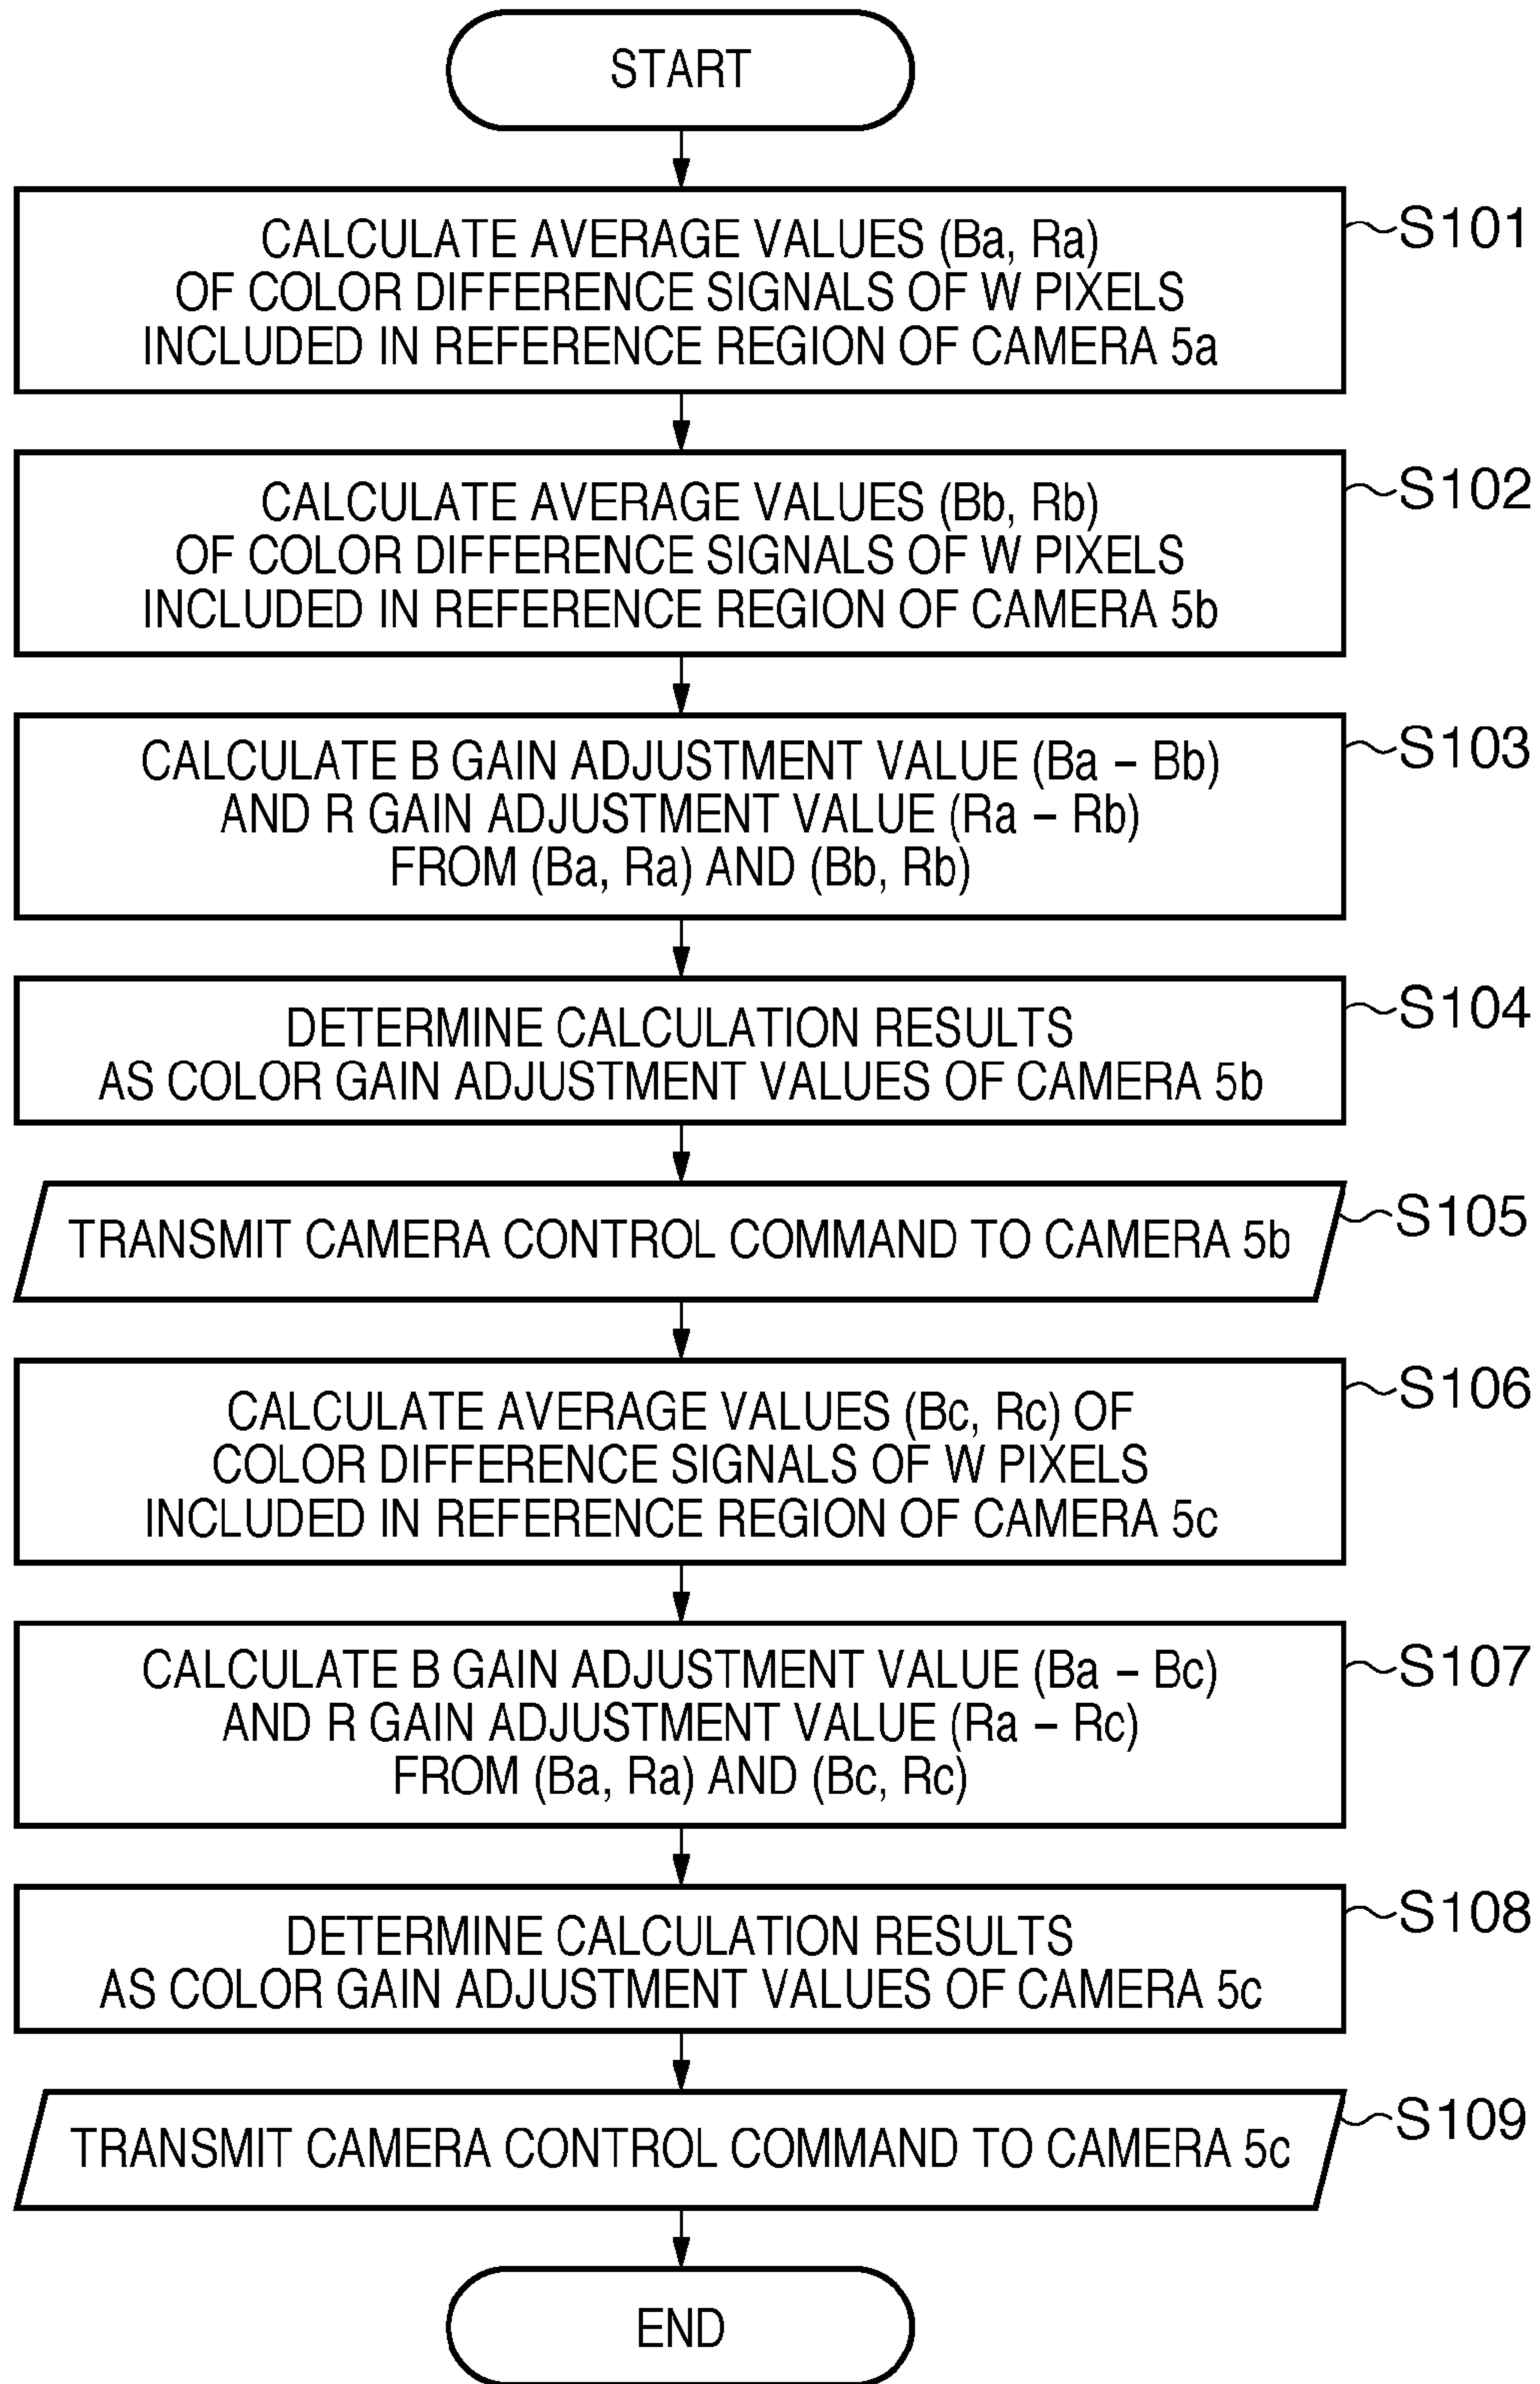 START
CALCULATE AVERAGE VALUES (Ba, Ra)
OF COLOR DIFFERENCE SIGNALS OF W PIXELS
INCLUDED IN REFERENCE REGION OF CAMERA 5a
S101
CALCULATE AVERAGE VALUES (Bb, Rb)
OF COLOR DIFFERENCE SIGNALS OF W PIXELS
INCLUDED IN REFERENCE REGION OF CAMERA 5b
S102
CALCULATE B GAIN ADJUSTMENT VALUE (Ba – Bb)
AND R GAIN ADJUSTMENT VALUE (Ra – Rb)
FROM (Ba, Ra) AND (Bb, Rb)
S103
DETERMINE CALCULATION RESULTS
AS COLOR GAIN ADJUSTMENT VALUES OF CAMERA 5b
S104
TRANSMIT CAMERA CONTROL COMMAND TO CAMERA 5b
S105
CALCULATE AVERAGE VALUES (Bc, Rc) OF
COLOR DIFFERENCE SIGNALS OF W PIXELS
INCLUDED IN REFERENCE REGION OF CAMERA 5c
S106
CALCULATE B GAIN ADJUSTMENT VALUE (Ba – Bc)
AND R GAIN ADJUSTMENT VALUE (Ra – Rc)
FROM (Ba, Ra) AND (Bc, Rc)
S107
DETERMINE CALCULATION RESULTS
AS COLOR GAIN ADJUSTMENT VALUES OF CAMERA 5c
S108
TRANSMIT CAMERA CONTROL COMMAND TO CAMERA 5c
S109
END